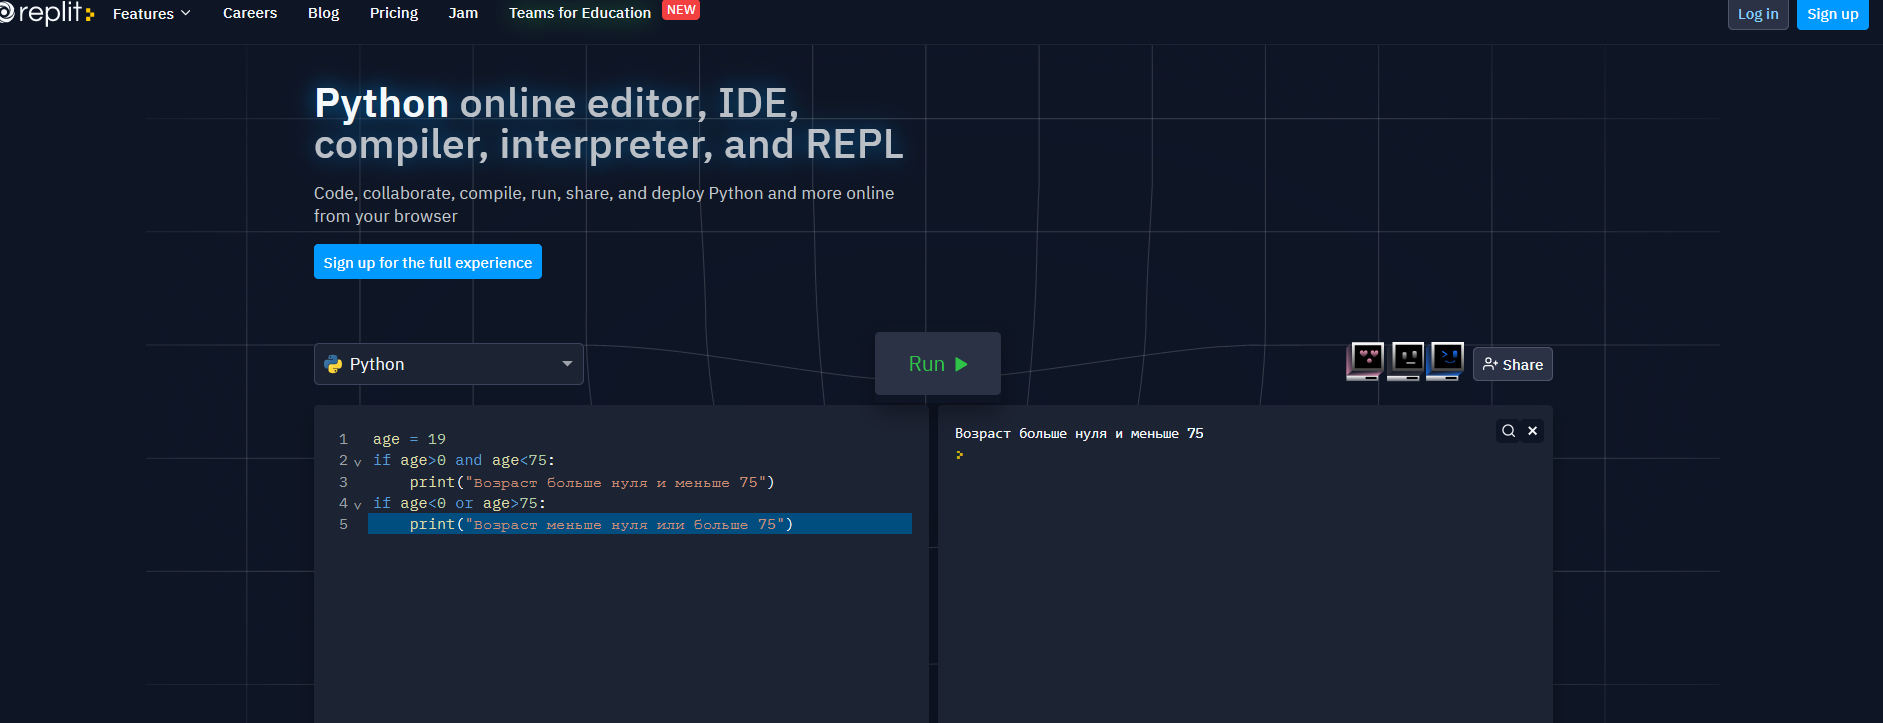 replit Features Careers Blog Pricing Jam Teams for Education NEW Log in Sign up
Python online editor, IDE,
compiler, interpreter, and REPL
Code, collaborate, compile, run, share, and deploy Python and more online
from your browser
Sign up for the full experience
Python
Run
Share
1 age = 19
2 if age>0 and age<75:
3 print("Возраст больше нуля и меньше 75")
4 if age<0 or age>75:
5 print("Возраст меньше нуля или больше 75")
Возраст больше нуля и меньше 75